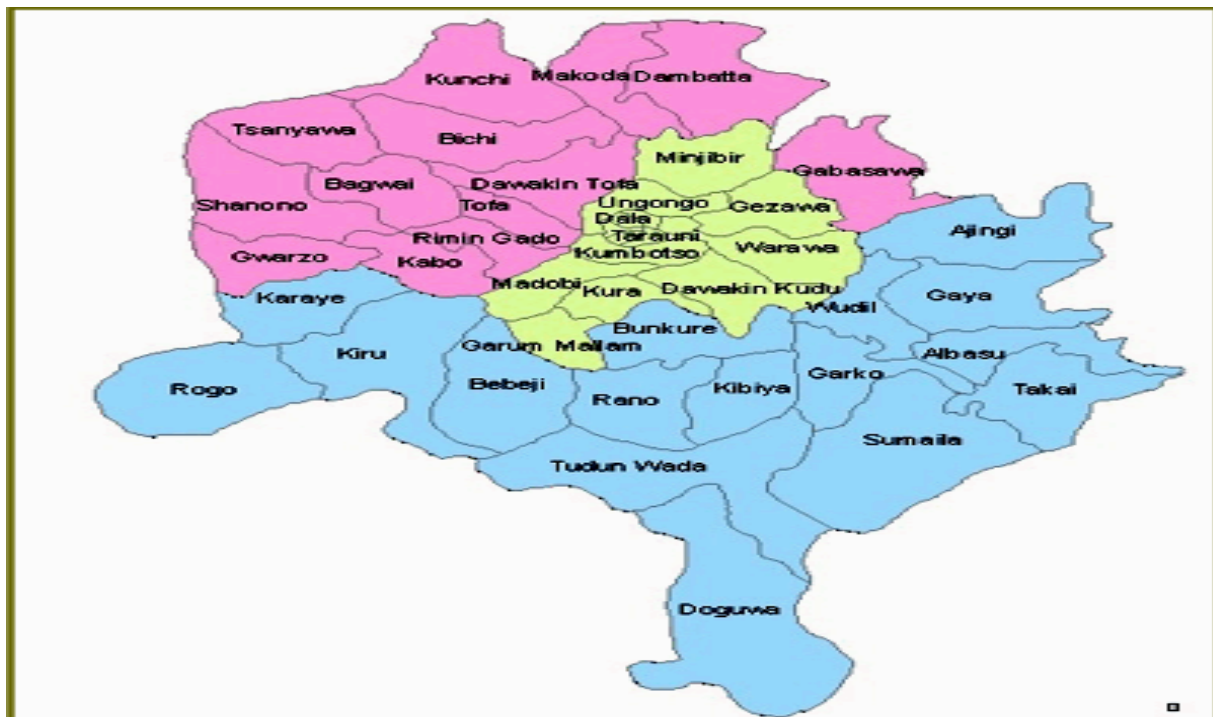 Kunchi
Makoda
Dambatta
Tsanyawa
Bichi
Minjibir
Gabasawa
Bagwai
Dawakin Tofa
Shanono
Tofa
Ungongo
Gezawa
Dala
Tarauni
Ajingi
Rimin Gado
Gwarzo
Kabo
Kumbotso
Warawa
Karaye
Madobi
Kura
Dawakin Kudu
Gaya
Wudil
Bunkure
Kiru
Garum Mallam
Albasu
Rogo
Bebeji
Rano
Kibiya
Garko
Takai
Sumaila
Tudun Wada
Doguwa